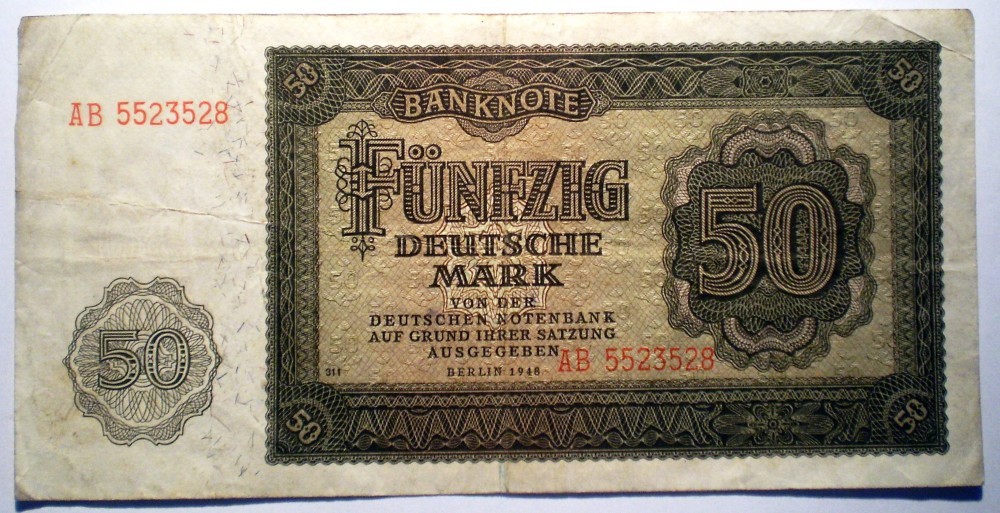 50
50
BANKNOTE
AB 5523528
FÜNFZIG
50
DEUTSCHE
MARK
VON DER
DEUTSCHEN NOTENBANK
AUF GRUND IHRER SATZUNG
AUSGEGEBEN
AB 5523528
50
311
BERLIN 1948
50
50